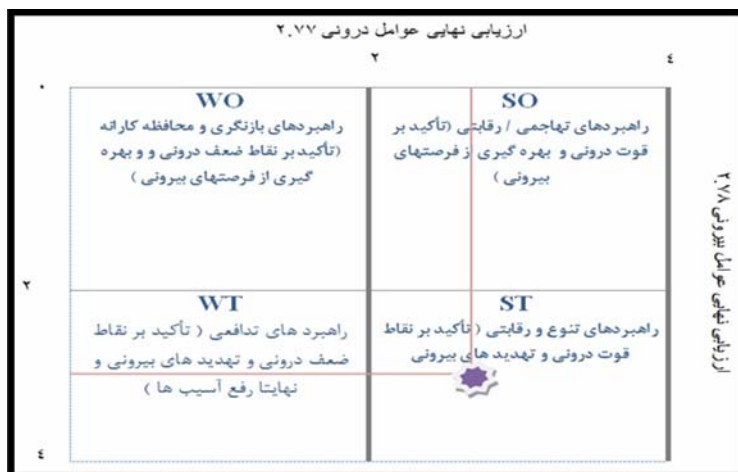 ارزیابی نهایی عوامل درونی ۲.۷۷
۲
۴
۰
WO
راهبردهای بازنگری و محافظه کارانه
(تأکید بر نقاط ضعف درونی و و بهره
گیری از فرصتهای بیرونی )
SO
راهبردهای تهاجمی / رقابتی (تأکید بر
قوت درونی و بهره گیری از فرصتهای
بیرونی )
ارزیابی نهایی عوامل بیرونی ۲.۷۸
۲
WT
راهبرد های تدافعی ( تأکید بر نقاط
ضعف درونی و تهدید های بیرونی و
نهایتا رفع آسیب ها )
ST
راهبردهای تنوع و رقابتی ( تأکید بر نقاط
قوت درونی و تهدید های بیرونی
۴